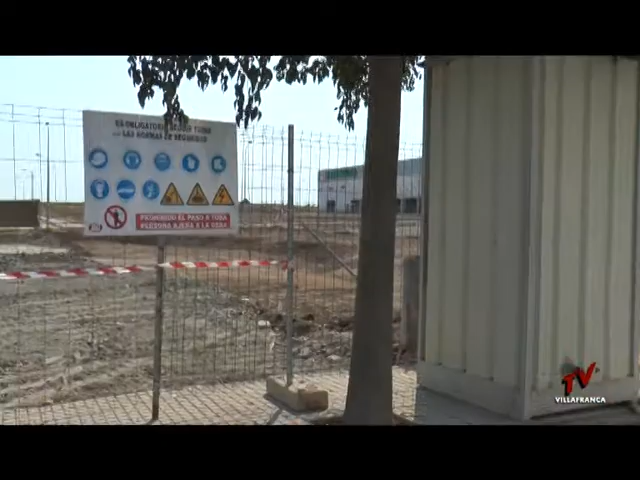 ES OBLIGATORIO SEGUIR TODAS
LAS NORMAS DE SEGURIDAD
PROHIBIDO EL PASO A TODA
PERSONA AJENA A LA OBRA
TV
VILLAFRANCA